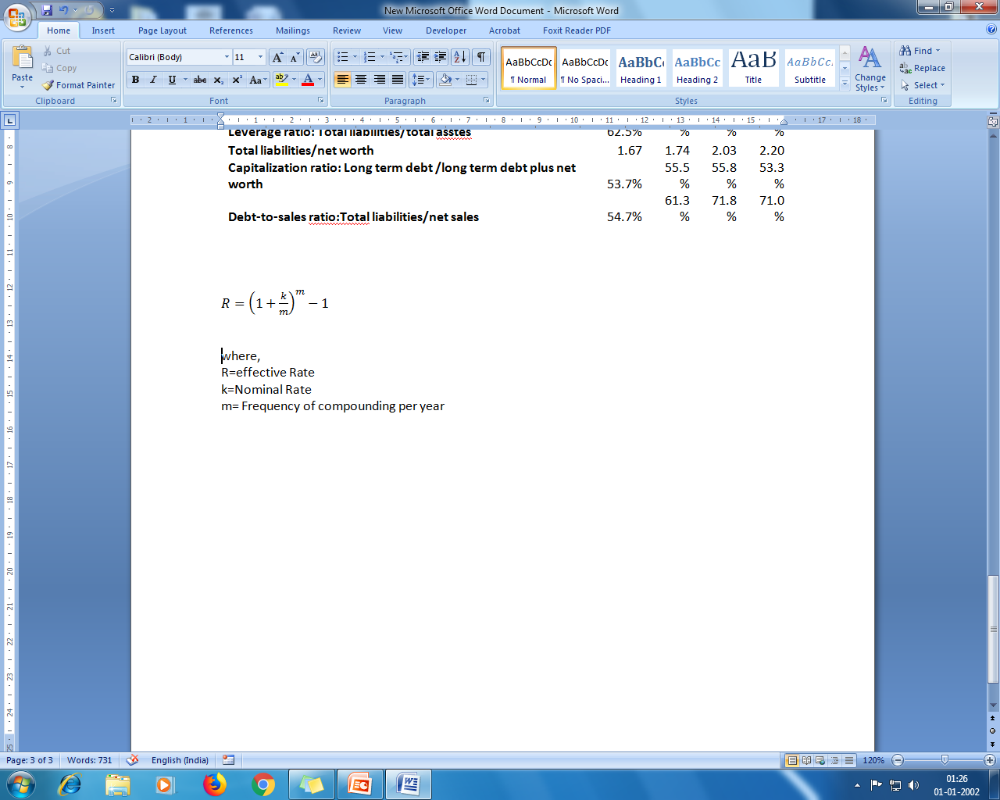 New Microsoft Office Word Document - Microsoft Word
Home Insert Page Layout References Mailings Review View Developer Acrobat Foxit Reader PDF
Paste
Cut
Copy
Format Painter
Clipboard
Calibri (Body) 11
Font
Paragraph
AaBbCcDc AaBbCcDc AaBbCc AaBbCc AaB AaBbCc.
¶ Normal ¶ No Spaci... Heading 1 Heading 2 Title Subtitle
Change Styles
Styles
Find
Replace
Select
Editing
Leverage ratio: Total liabilities/total asstes 62.5% % % %
Total liabilities/net worth 1.67 1.74 2.03 2.20
Capitalization ratio: Long term debt /long term debt plus net 55.5 55.8 53.3
worth 53.7% % % %
61.3 71.8 71.0
Debt-to-sales ratio:Total liabilities/net sales 54.7% % % %
R = (1 + k/m)^m − 1
where,
R=effective Rate
k=Nominal Rate
m= Frequency of compounding per year
Page: 3 of 3 Words: 731 English (India) 120%
01:26
01-01-2002